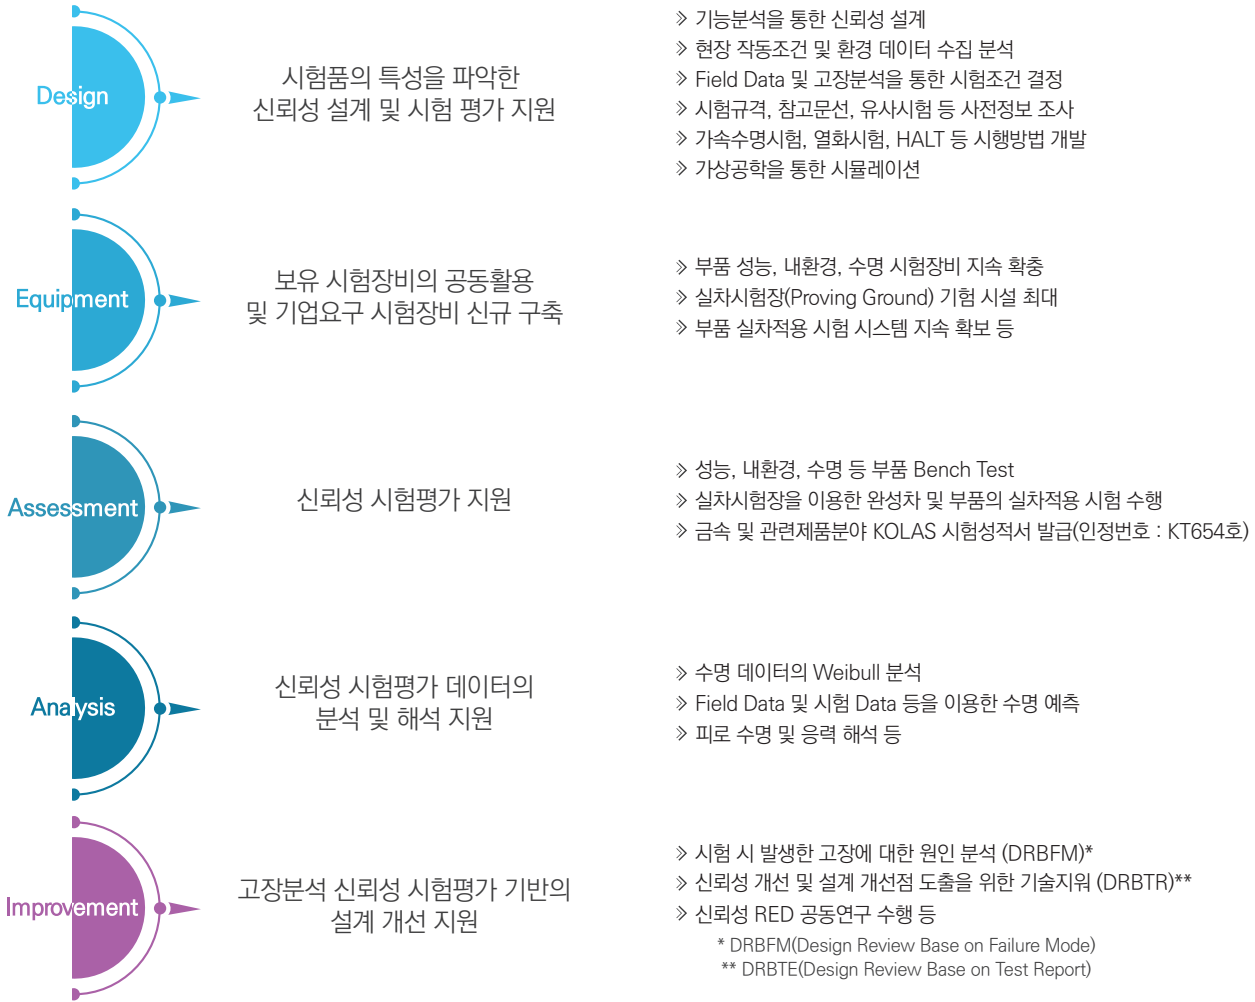 Design
시험품의 특성을 파악한
신뢰성 설계 및 시험 평가 지원
기능분석을 통한 신뢰성 설계
현장 작동조건 및 환경 데이터 수집 분석
Field Data 및 고장분석을 통한 시험조건 결정
시험규격, 참고문선, 유사시험 등 사전정보 조사
가속수명시험, 열화시험, HALT 등 시행방법 개발
가상공학을 통한 시뮬레이션
Equipment
보유 시험장비의 공동활용
및 기업요구 시험장비 신규 구축
부품 성능, 내환경, 수명 시험장비 지속 확충
실차시험장(Proving Ground) 기험 시설 최대
부품 실차적용 시험 시스템 지속 확보 등
Assessment
신뢰성 시험평가 지원
성능, 내환경, 수명 등 부품 Bench Test
실차시험장을 이용한 완성차 및 부품의 실차적용 시험 수행
금속 및 관련제품분야 KOLAS 시험성적서 발급(인정번호 : KT654호)
Analysis
신뢰성 시험평가 데이터의
분석 및 해석 지원
수명 데이터의 Weibull 분석
Field Data 및 시험 Data 등을 이용한 수명 예측
피로 수명 및 응력 해석 등
Improvement
고장분석 신뢰성 시험평가 기반의
설계 개선 지원
시험 시 발생한 고장에 대한 원인 분석 (DRBFM)*
신뢰성 개선 및 설계 개선점 도출을 위한 기술지워 (DRBTR)**
신뢰성 RED 공동연구 수행 등
* DRBFM(Design Review Base on Failure Mode)
** DRBTE(Design Review Base on Test Report)